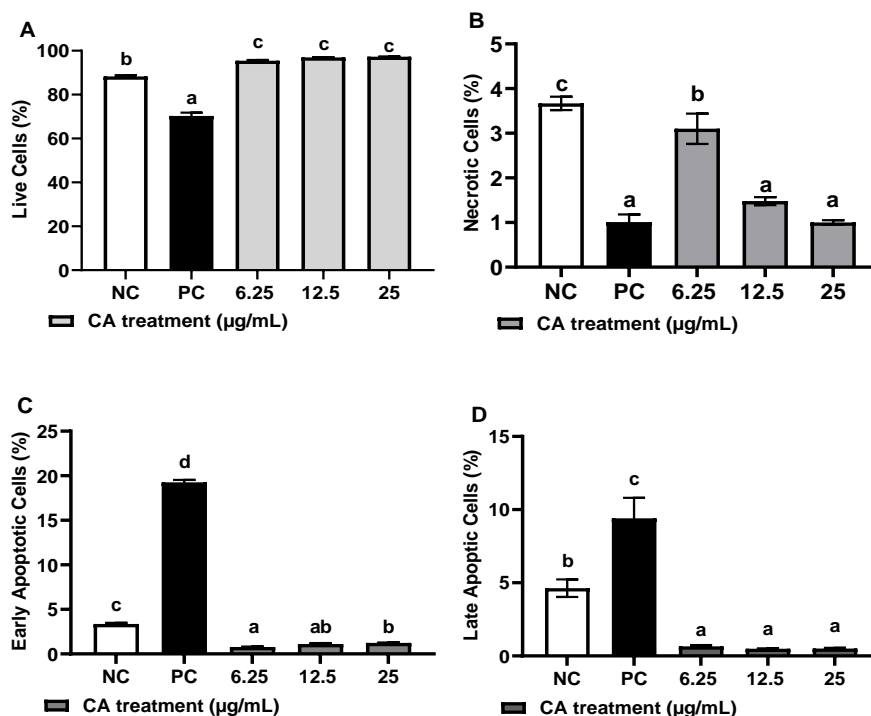 A
Live Cells (%)
100
80
60
40
20
0
b
a
c
c
c
NC PC 6.25 12.5 25
CA treatment (µg/mL)
B
Necrotic Cells (%)
5
4
3
2
1
0
c
a
b
a
a
NC PC 6.25 12.5 25
CA treatment (µg/mL)
C
Early Apoptotic Cells (%)
25
20
15
10
5
0
c
d
a
ab
b
NC PC 6.25 12.5 25
CA treatment (µg/mL)
D
Late Apoptic Cells (%)
15
10
5
0
b
c
a
a
a
NC PC 6.25 12.5 25
CA treatment (µg/mL)